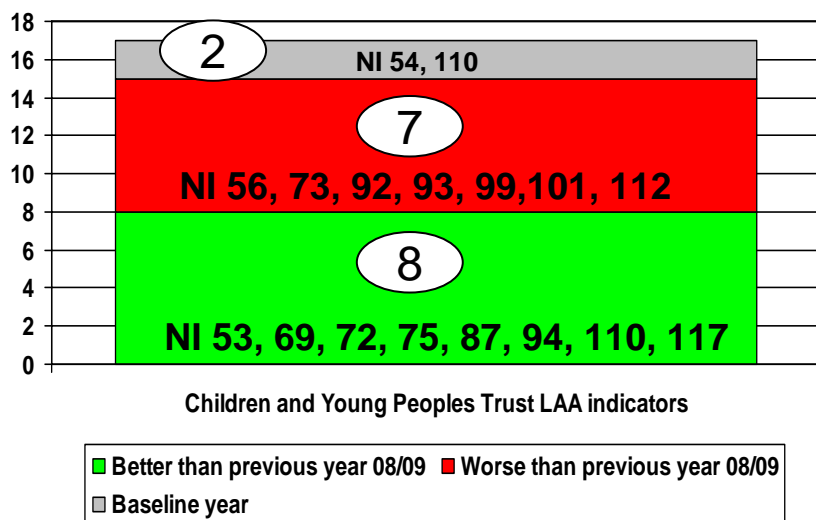 18
16
14
12
10
8
6
4
2
0
2
NI 54, 110
7
NI 56, 73, 92, 93, 99,101, 112
8
NI 53, 69, 72, 75, 87, 94, 110, 117
Children and Young Peoples Trust LAA indicators
Better than previous year 08/09 Worse than previous year 08/09
Baseline year